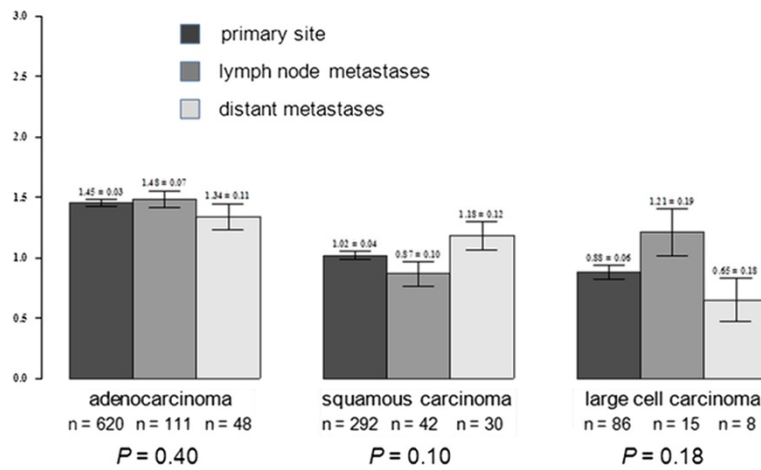 3.0
primary site
2.5
lymph node metastases
distant metastases
2.0
1.5
1.45 ± 0.03
1.48 ± 0.07
1.34 ± 0.11
1.02 ± 0.04
0.87 ± 0.10
1.18 ± 0.12
0.88 ± 0.06
1.21 ± 0.19
0.65 ± 0.18
1.0
0.5
0.0
adenocarcinoma squamous carcinoma large cell carcinoma
n = 620 n = 111 n = 48 n = 292 n = 42 n = 30 n = 86 n = 15 n = 8
P = 0.40 P = 0.10 P = 0.18